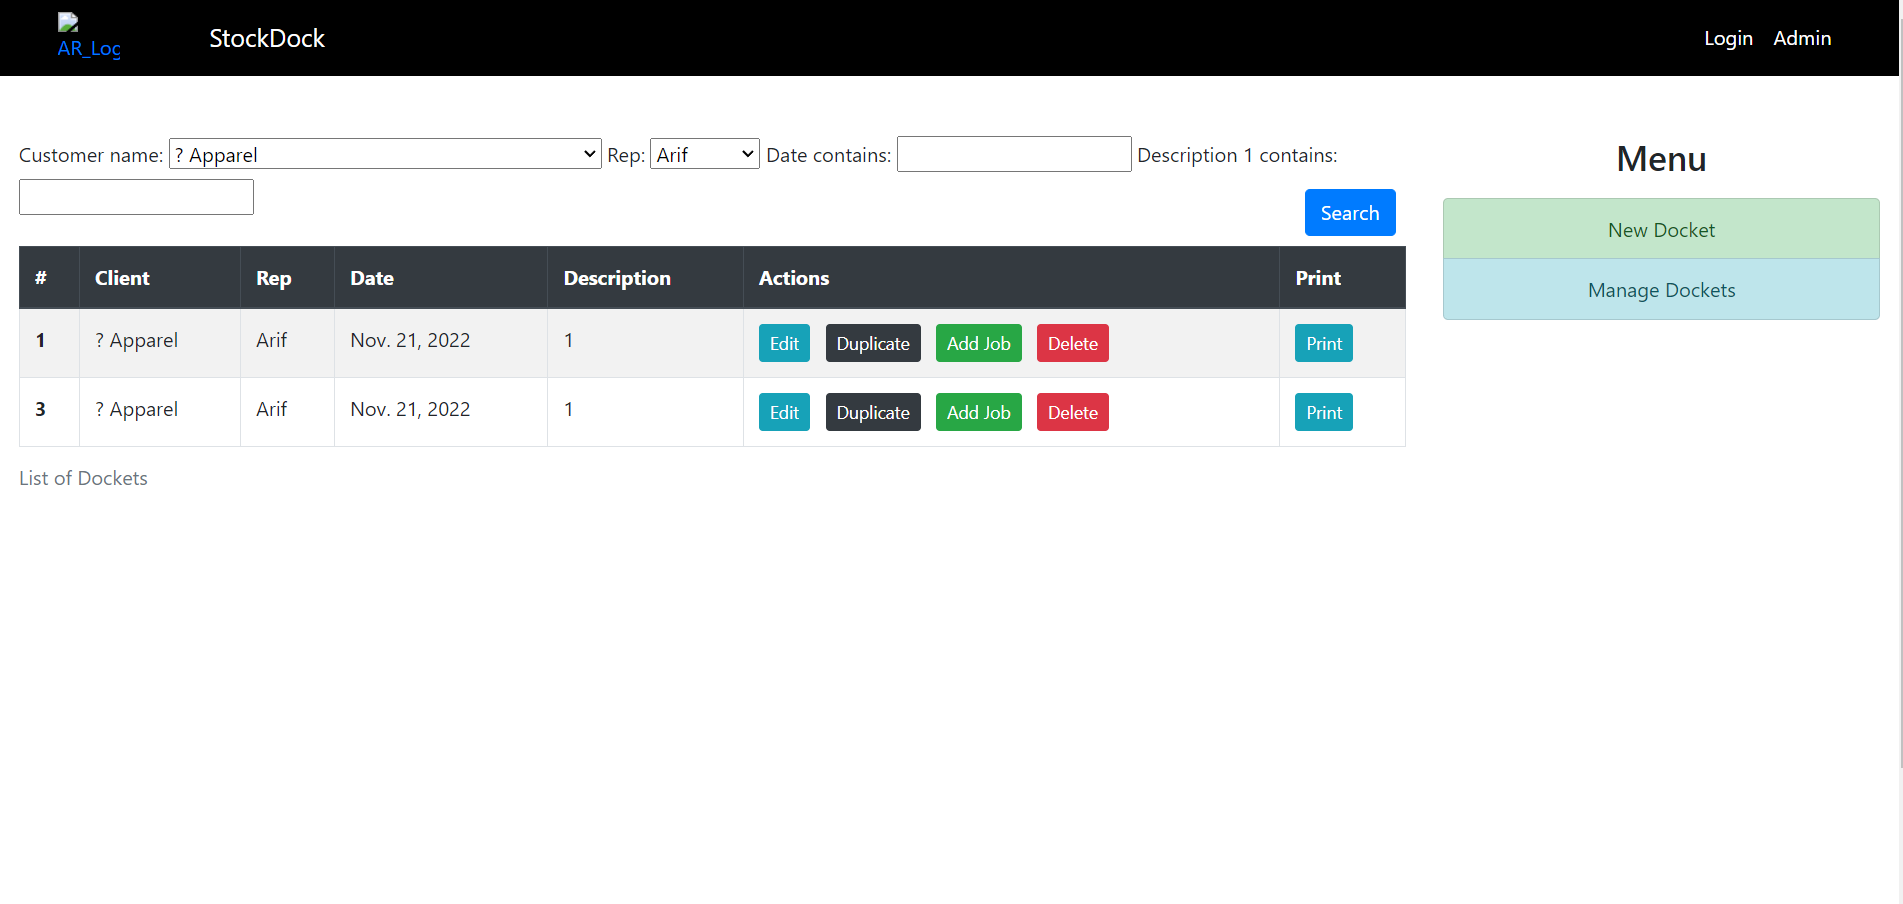 AR_Log
StockDock
Login Admin
Customer name: ? Apparel Rep: Arif Date contains: Description 1 contains:
Search
# Client Rep Date Description Actions Print
1 ? Apparel Arif Nov. 21, 2022 1 Edit Duplicate Add Job Delete Print
3 ? Apparel Arif Nov. 21, 2022 1 Edit Duplicate Add Job Delete Print
List of Dockets
Menu
New Docket
Manage Dockets